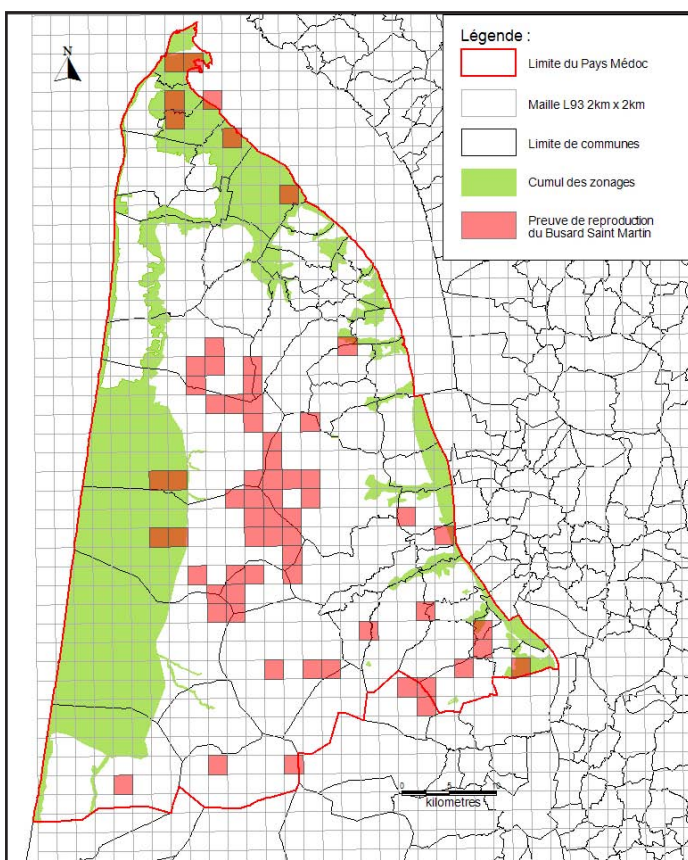 N
Légende :
Limite du Pays Médoc
Maille L93 2km x 2km
Limite de communes
Cumul des zonages
Preuve de reproduction
du Busard Saint Martin
0 5 10
kilometres